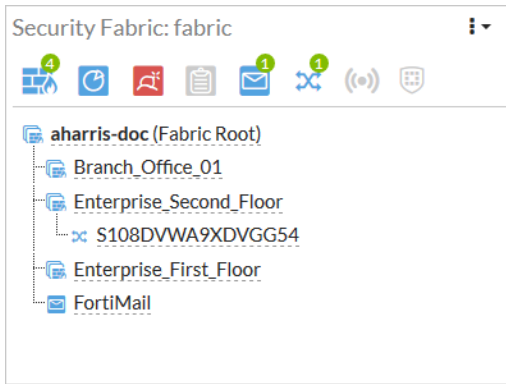 Security Fabric: fabric
4 1 1
aharris-doc (Fabric Root)
Branch_Office_01
Enterprise_Second_Floor
S108DVWA9XDVGG54
Enterprise_First_Floor
FortiMail